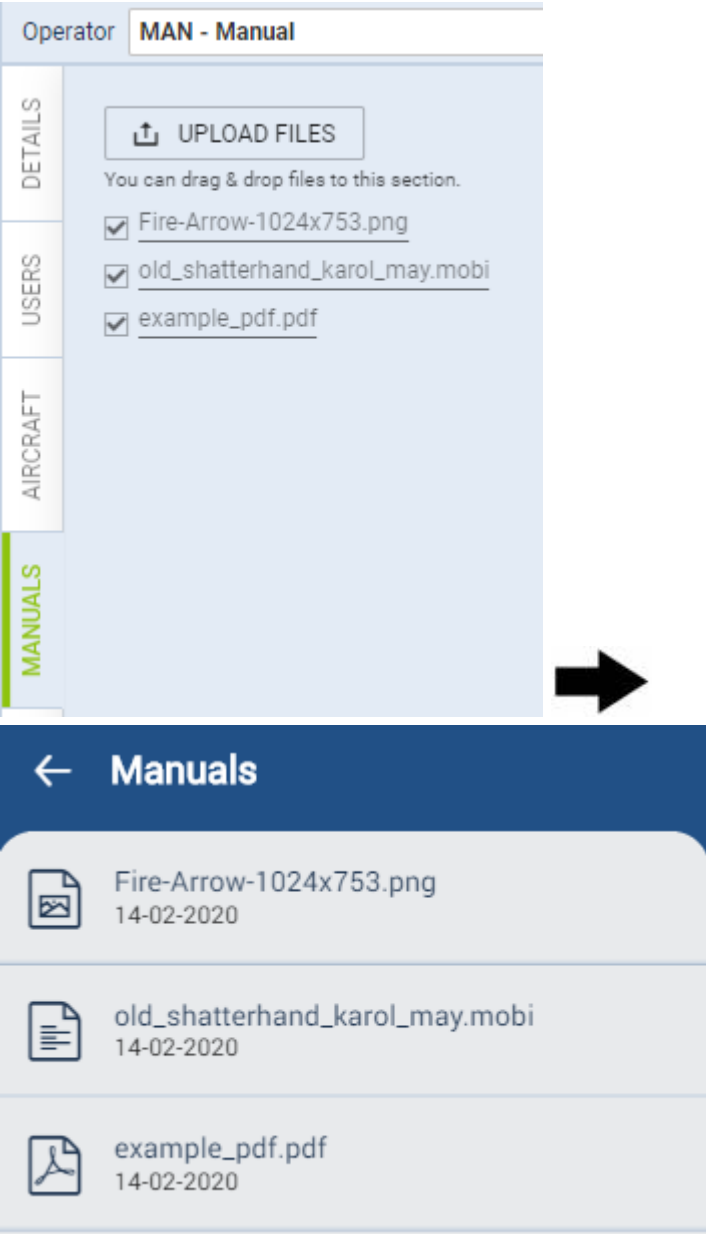 Operator MAN - Manual
DETAILS
USERS
AIRCRAFT
MANUALS
UPLOAD FILES
You can drag & drop files to this section.
Fire-Arrow-1024x753.png
old_shatterhand_karol_may.mobi
example_pdf.pdf
Manuals
Fire-Arrow-1024x753.png
14-02-2020
old_shatterhand_karol_may.mobi
14-02-2020
example_pdf.pdf
14-02-2020